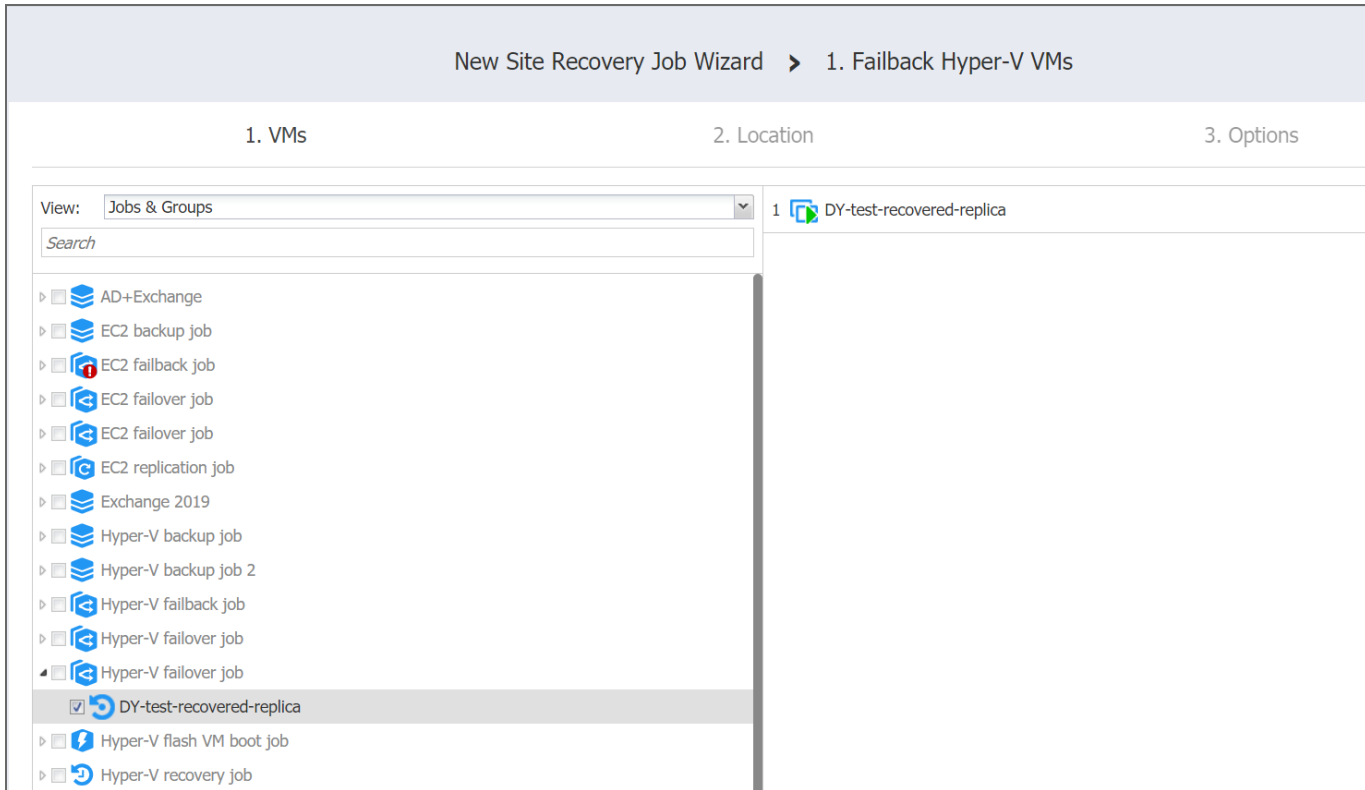 New Site Recovery Job Wizard > 1. Failback Hyper-V VMs
1. VMs 2. Location 3. Options
View: Jobs & Groups
Search
1 DY-test-recovered-replica
AD+Exchange
EC2 backup job
EC2 failback job
EC2 failover job
EC2 failover job
EC2 replication job
Exchange 2019
Hyper-V backup job
Hyper-V backup job 2
Hyper-V failback job
Hyper-V failover job
Hyper-V failover job
DY-test-recovered-replica
Hyper-V flash VM boot job
Hyper-V recovery job